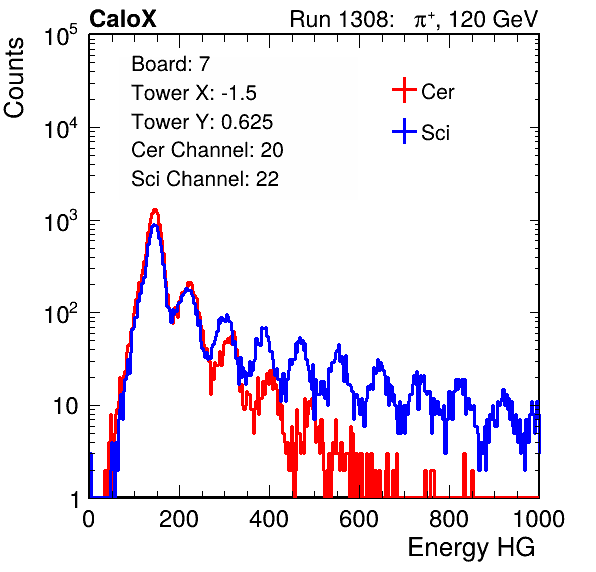 CaloX Run 1308: π⁺, 120 GeV
Counts
10⁵
10⁴
10³
10²
10
1
Board: 7
Tower X: -1.5
Tower Y: 0.625
Cer Channel: 20
Sci Channel: 22
Cer
Sci
0 200 400 600 800 1000
Energy HG